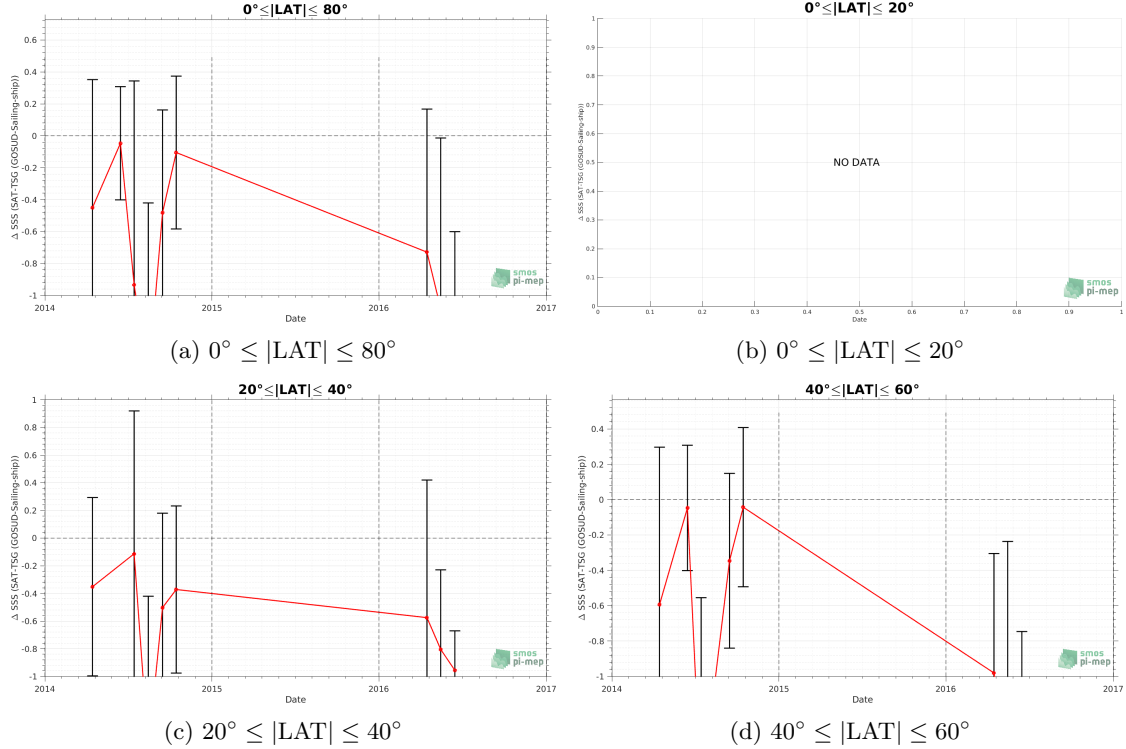 0°≤|LAT|≤ 80°
Δ SSS (SAT-TSG (GOSUD-Sailing-ship))
0.6
0.4
0.2
0
-0.2
-0.4
-0.6
-0.8
-1
2014 2015 2016 2017
Date
smos
pi-mep
(a) 0° ≤ |LAT| ≤ 80°
0°≤|LAT|≤ 20°
Δ SSS (SAT-TSG (GOSUD-Sailing-ship))
1
0.9
0.8
0.7
0.6
0.5
0.4
0.3
0.2
0.1
0
NO DATA
0 0.1 0.2 0.3 0.4 0.5 0.6 0.7 0.8 0.9 1
Date
smos
pi-mep
(b) 0° ≤ |LAT| ≤ 20°
20°≤|LAT|≤ 40°
Δ SSS (SAT-TSG (GOSUD-Sailing-ship))
1
0.8
0.6
0.4
0.2
0
-0.2
-0.4
-0.6
-0.8
-1
2014 2015 2016 2017
Date
smos
pi-mep
(c) 20° ≤ |LAT| ≤ 40°
40°≤|LAT|≤ 60°
Δ SSS (SAT-TSG (GOSUD-Sailing-ship))
0.4
0.2
0
-0.2
-0.4
-0.6
-0.8
-1
2014 2015 2016 2017
Date
smos
pi-mep
(d) 40° ≤ |LAT| ≤ 60°